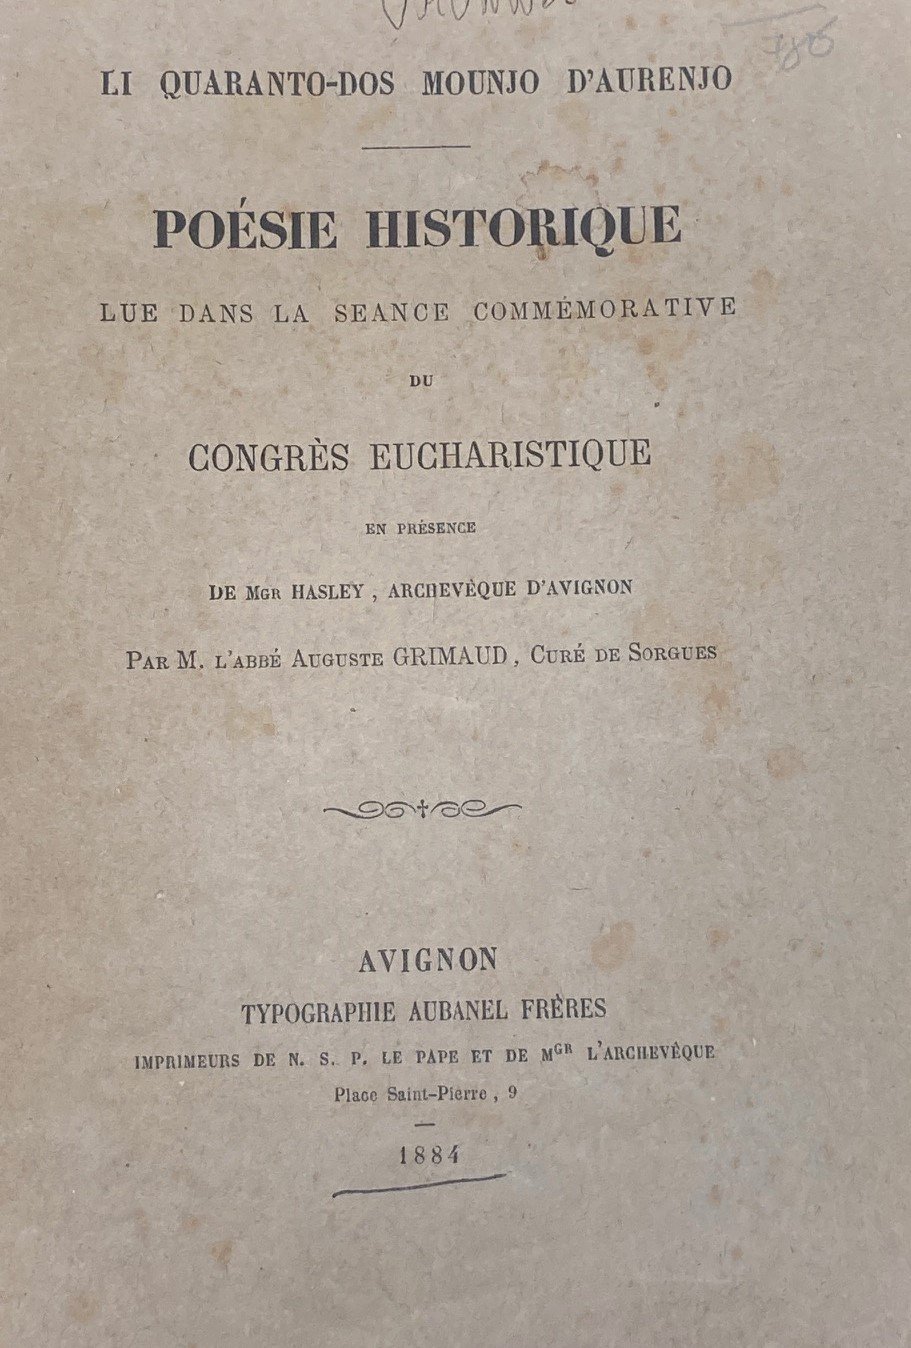 LI QUARANTO-DOS MOUNJO D'AURENJO
POÉSIE HISTORIQUE
LUE DANS LA SEANCE COMMÉMORATIVE
DU
CONGRÈS EUCHARISTIQUE
EN PRÉSENCE
DE MGR HASLEY, ARCHEVÊQUE D'AVIGNON
PAR M. L'ABBÉ AUGUSTE GRIMAUD, CURÉ DE SORGUES
AVIGNON
TYPOGRAPHIE AUBANEL FRÈRES
IMPRIMEURS DE N. S. P. LE PAPE ET DE MGR L'ARCHEVÊQUE
Place Saint-Pierre, 9
1884